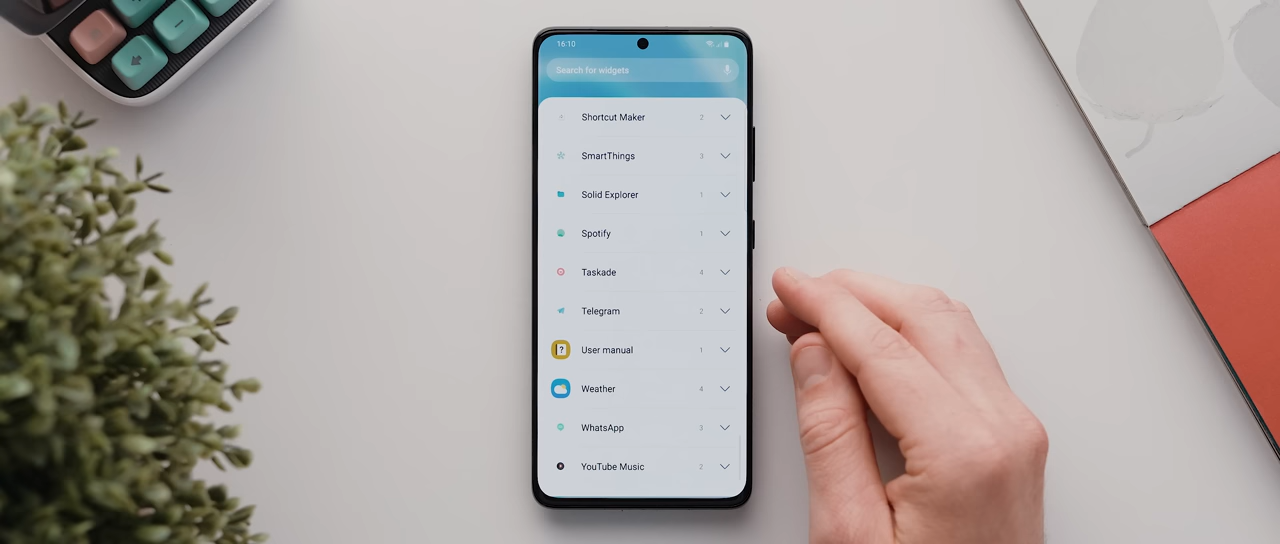 16:10
Search for widgets
Shortcut Maker 2
SmartThings 3
Solid Explorer 1
Spotify 1
Taskade 4
Telegram 2
? User manual 1
Weather 4
WhatsApp 3
YouTube Music 2